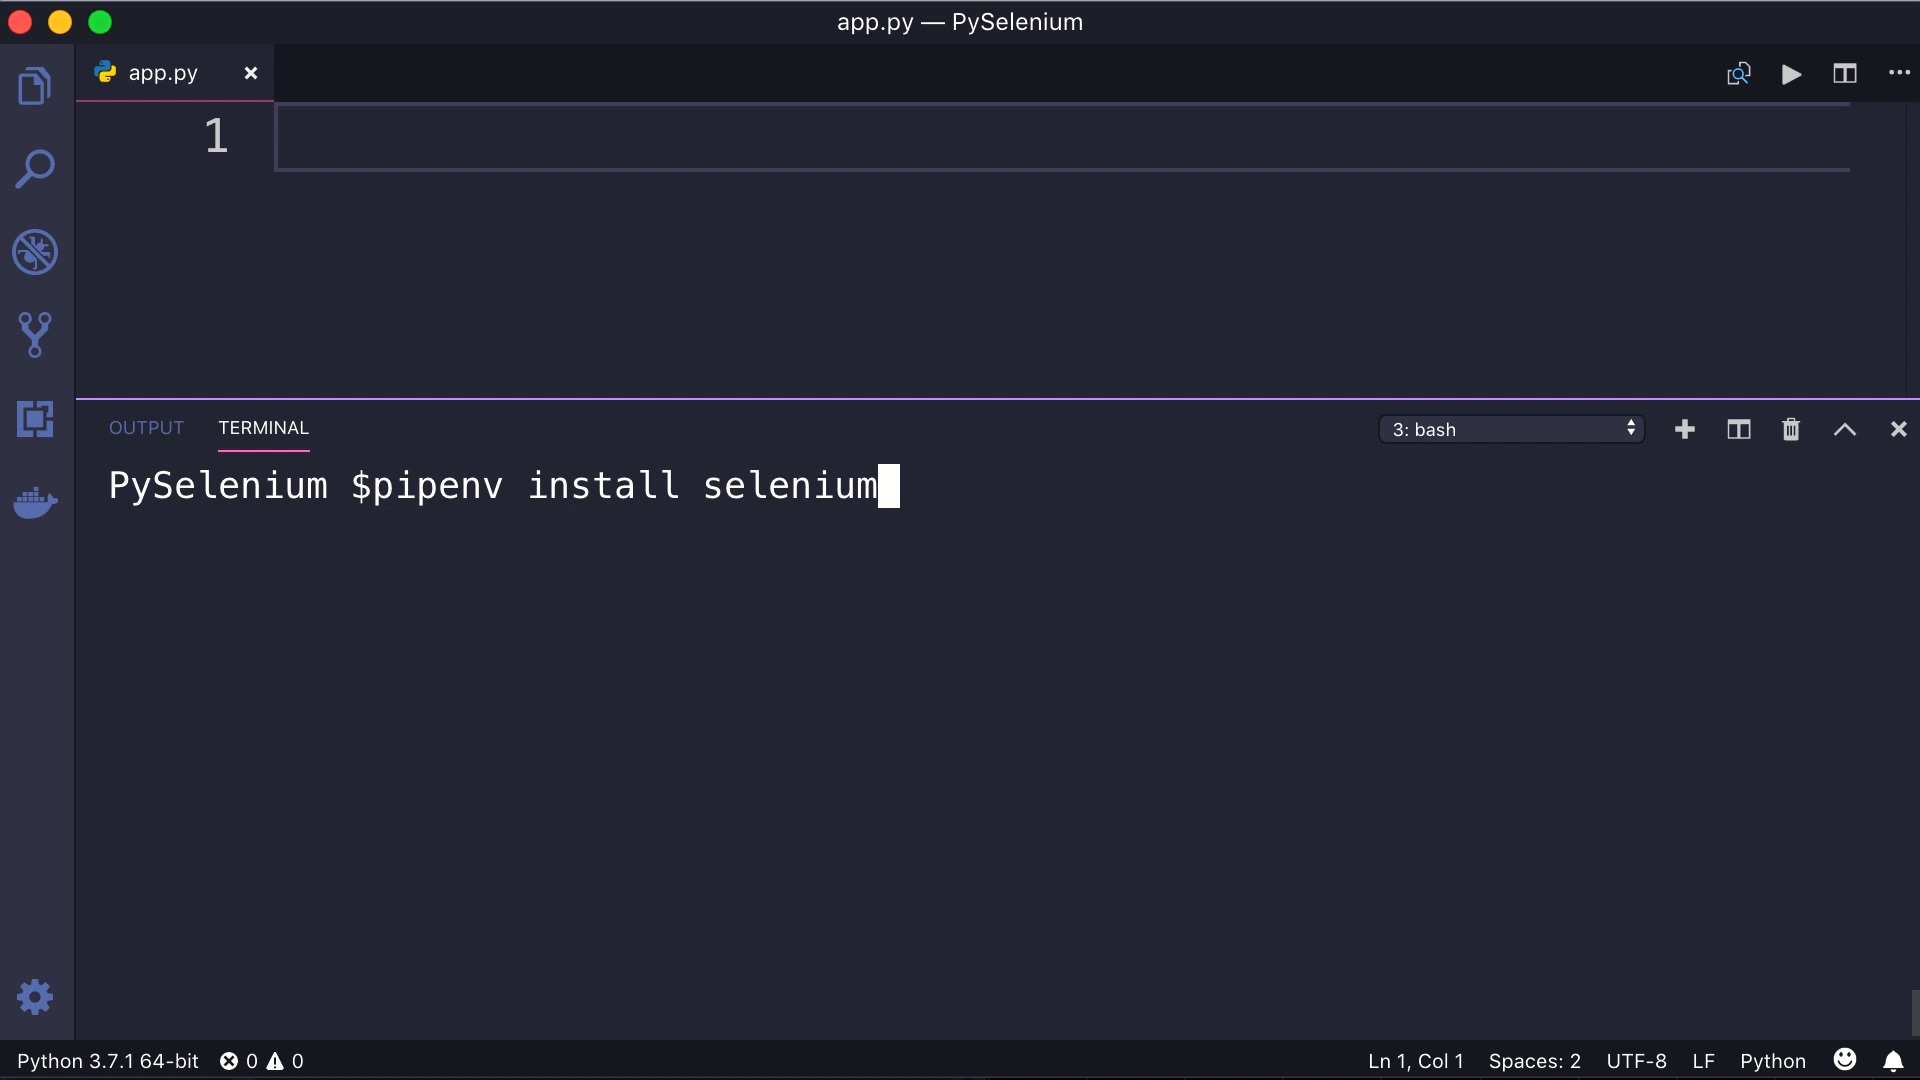 app.py — PySelenium
app.py
1
OUTPUT TERMINAL 3: bash
PySelenium $pipenv install selenium
Python 3.7.1 64-bit 0 0 Ln 1, Col 1 Spaces: 2 UTF-8 LF Python